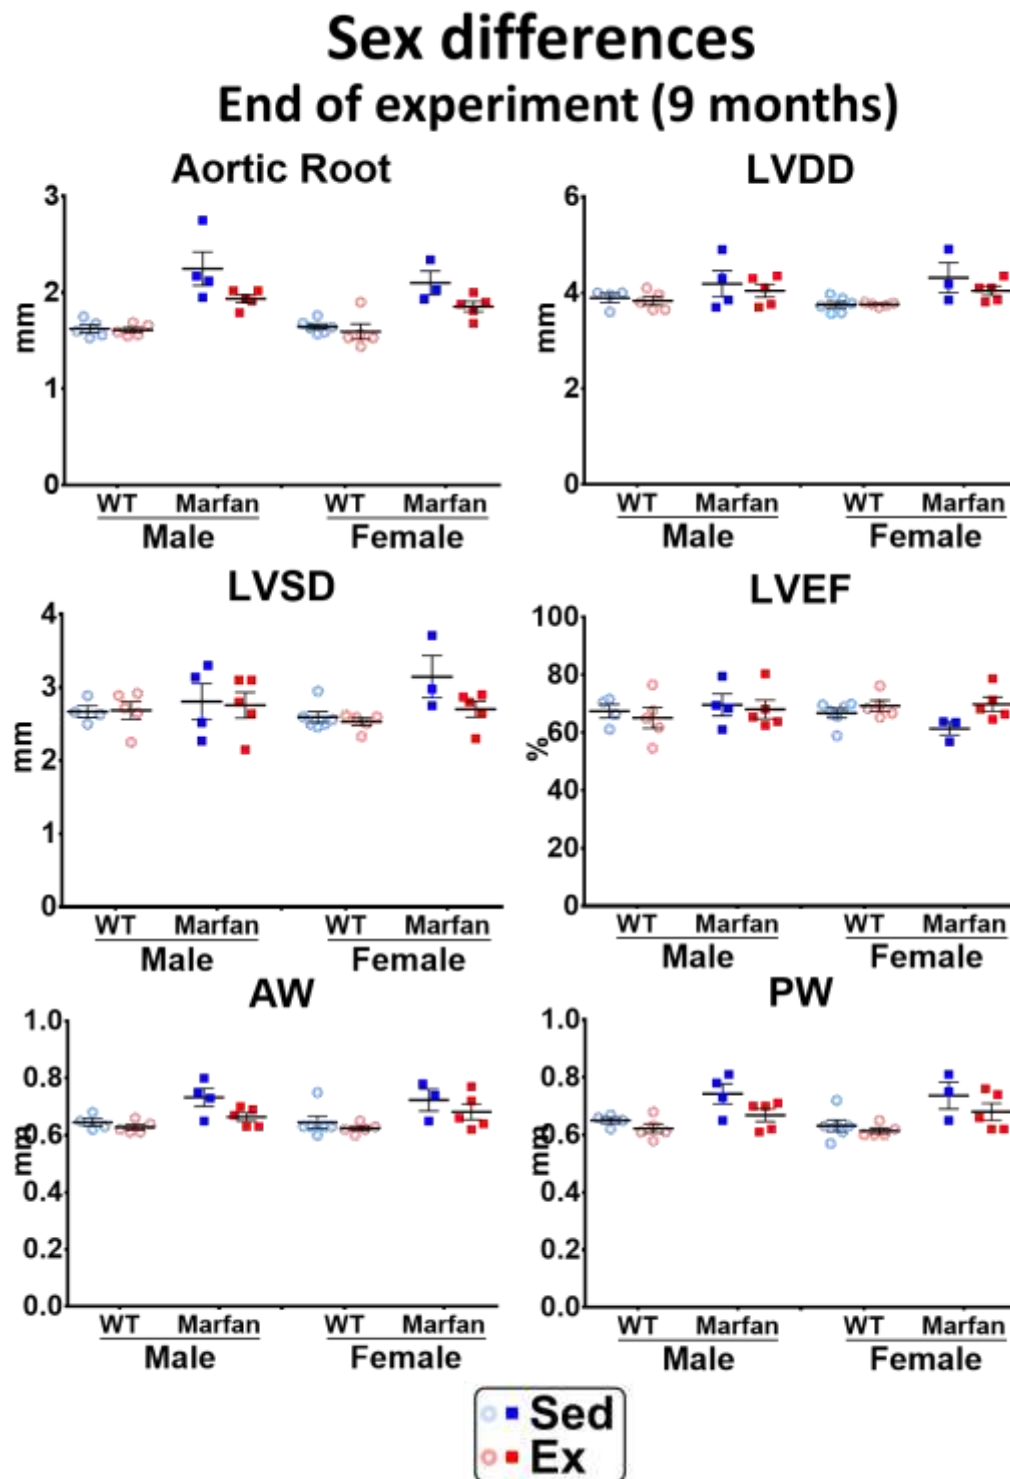 Sex differences
End of experiment (9 months)
Aortic Root
3
2
1
0
mm
WT Marfan WT Marfan
Male Female
LVDD
6
4
2
0
mm
WT Marfan WT Marfan
Male Female
LVSD
4
3
2
1
0
mm
WT Marfan WT Marfan
Male Female
LVEF
100
80
60
40
20
0
%
WT Marfan WT Marfan
Male Female
AW
1.0
0.8
0.6
0.4
0.2
0.0
mm
WT Marfan WT Marfan
Male Female
PW
1.0
0.8
0.6
0.4
0.2
0.0
mm
WT Marfan WT Marfan
Male Female
Sed
Ex